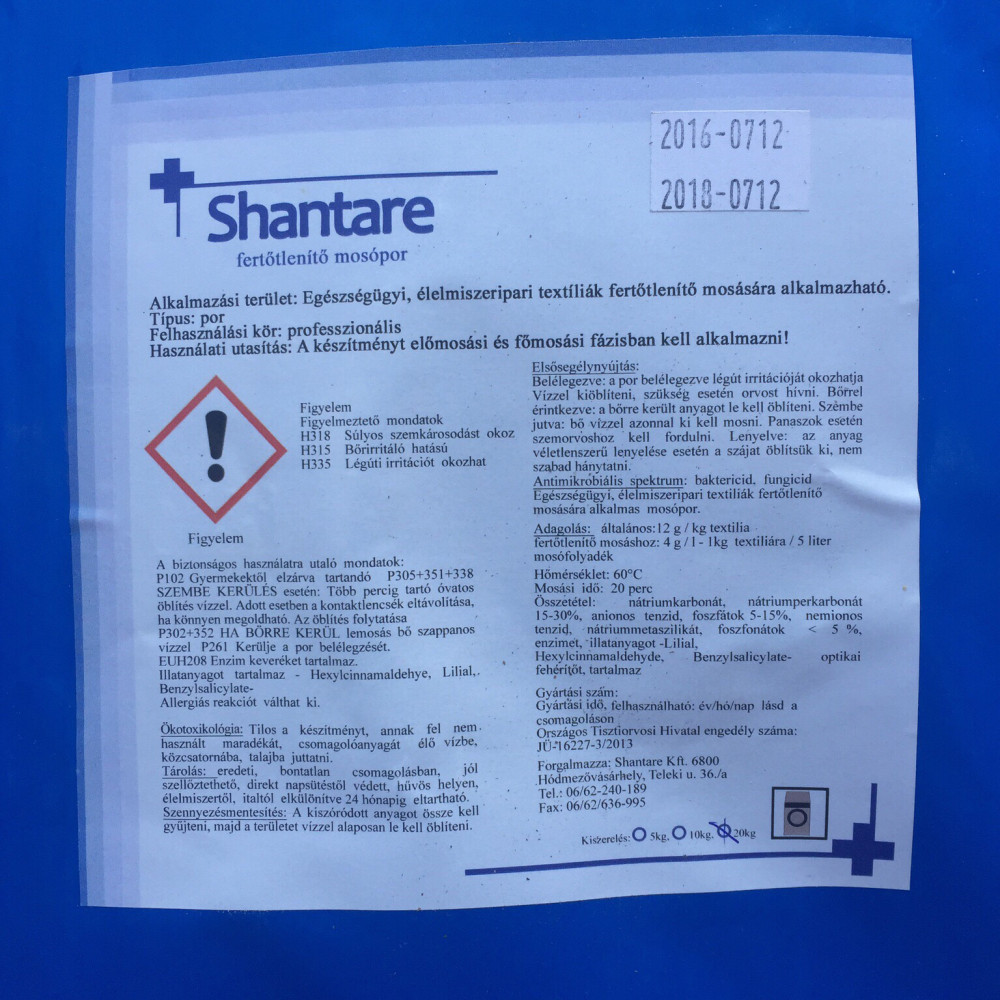 2016-0712
2018-0712
Shantare
fertőtlenítő mosópor
Alkalmazási terület: Egészségügyi, élelmiszeripari textíliák fertőtlenítő mosására alkalmazható.
Típus: por
Felhasználási kör: professzionális
Használati utasítás: A készítményt előmosási és főmosási fázisban kell alkalmazni!
Figyelem
Figyelmeztető mondatok
H318 Súlyos szemkárosodást okoz
H315 Bőrirritáló hatású
H335 Légúti irritációt okozhat
Figyelem
A biztonságos használatra utaló mondatok:
P102 Gyermekektől elzárva tartandó P305+351+338
SZEMBE KERÜLÉS esetén: Több percig tartó óvatos
öblítés vízzel. Adott esetben a kontaktlencsék eltávolítása,
ha könnyen megoldható. Az öblítés folytatása
P302+352 HA BŐRRE KERÜL lemosás bő szappanos
vízzel P261 Kerülje a por belélegzését.
EUH208 Enzim keveréket tartalmaz.
Illatanyagot tartalmaz - Hexylcinnamaldehye, Lilial,
Benzylsalicylate-
Allergiás reakciót válthat ki.
Ökotoxikológia: Tilos a készítményt, annak fel nem
használt maradékát, csomagolóanyagát élő vízbe,
közcsatornába, talajba juttatni.
Tárolás: eredeti, bontatlan csomagolásban, jól
szellőztethető, direkt napsütéstől védett, hűvös helyen,
élelmiszertől, italtól elkülönítve 24 hónapig eltartható.
Szennyezésmentesítés: A kiszóródott anyagot össze kell
gyűjteni, majd a területet vízzel alaposan le kell öblíteni.
Elsősegélynyújtás:
Belélegezve: a por belélegezve légút irritációját okozhatja
Vízzel kiöblíteni, szükség esetén orvost hívni. Bőrrel
érintkezve: a bőrre került anyagot le kell öblíteni. Szembe
jutva: bő vízzel azonnal ki kell mosni. Panaszok esetén
szemorvoshoz kell fordulni. Lenyelve: az anyag
véletlenszerű lenyelése esetén a száját öblítsük ki, nem
szabad hánytatni.
Antimikrobiális spektrum: baktericid, fungicid
Egészségügyi, élelmiszeripari textiliák fertőtlenítő
mosására alkalmas mosópor.
Adagolás: általános:12 g / kg textilia
fertőtlenítő mosáshoz: 4 g / l - 1kg textiliára / 5 liter
mosófolyadék
Hőmérséklet: 60°C
Mosási idő: 20 perc
Összetétel: nátriumkarbonát, nátriumperkarbonát
15-30%, anionos tenzid, foszfátok 5-15%, nemionos
tenzid, nátriummetaszilikát, foszfonátok < 5 %,
enzimet, illatanyagot -Lilial,
Hexylcinnamaldehyde, Benzylsalicylate- optikai
fehérítőt, tartalmaz
Gyártási szám:
Gyártási idő, felhasználható: év/hó/nap lásd a
csomagoláson
Országos Tisztiorvosi Hivatal engedély száma:
JÜ-16227-3/2013
Forgalmazza: Shantare Kft. 6800
Hódmezővásárhely, Teleki u. 36./a
Tel.: 06/62-240-189
Fax: 06/62/636-995
Kiszerelés: 5kg, 10kg, 20kg